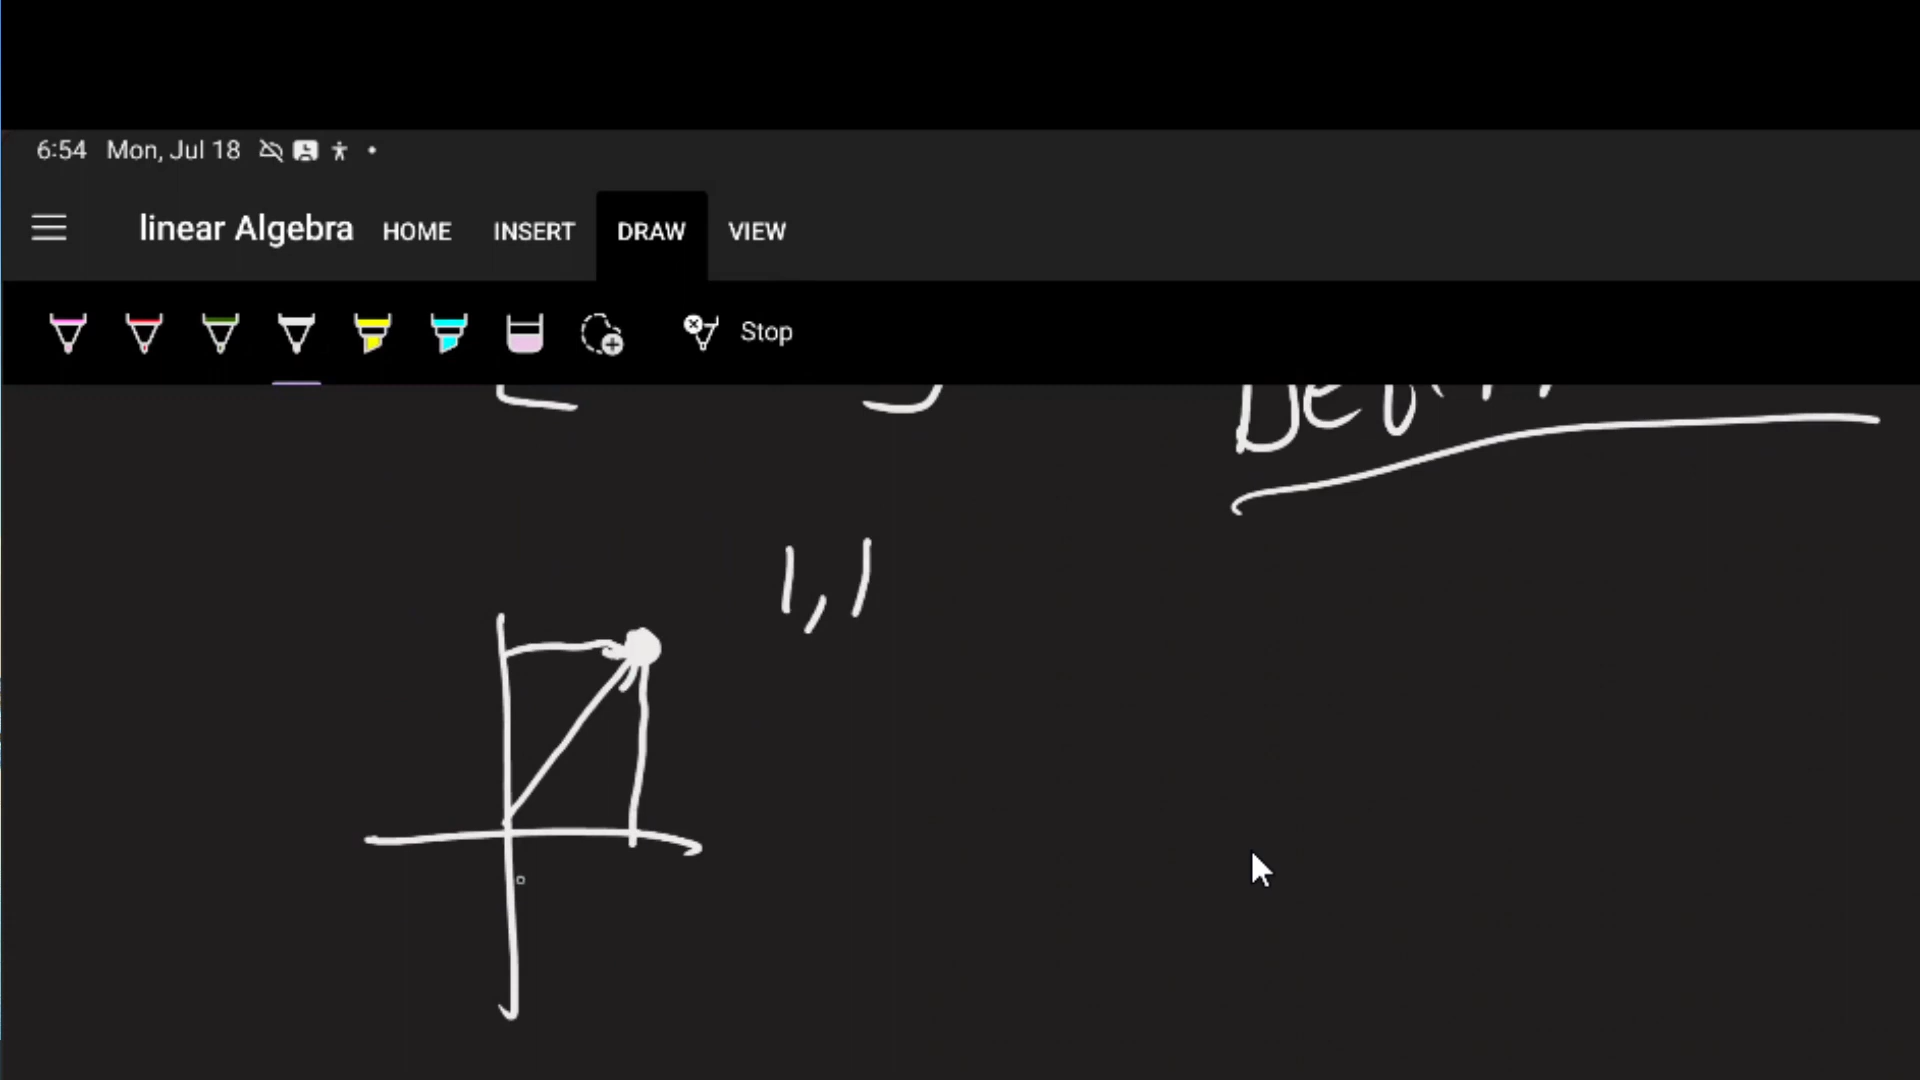 6:54 Mon, Jul 18
linear Algebra HOME INSERT DRAW VIEW
Stop
1,1